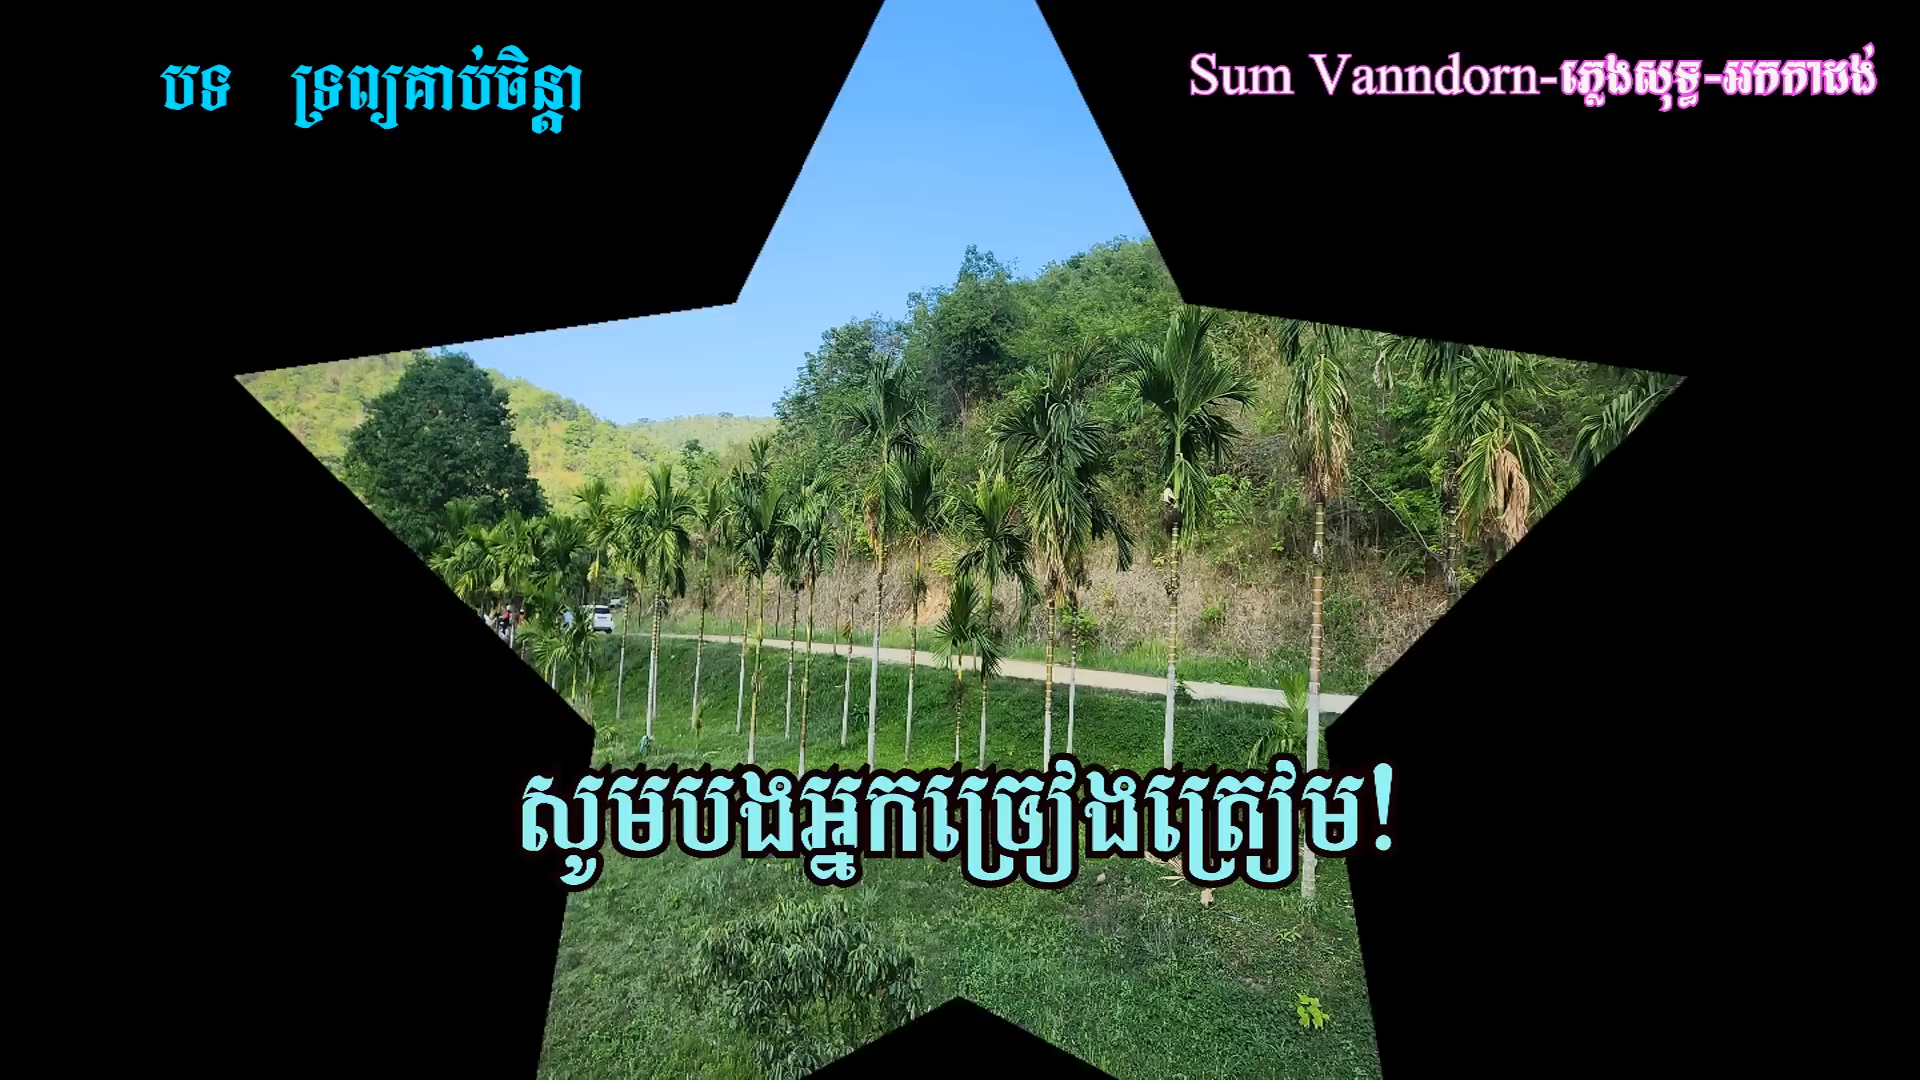 បទ ទ្រព្យគាប់ចិន្តា
Sum Vanndorn-ភ្លេងសុទ្ធ-អកកាដង់
សូមបងអ្នកច្រៀងត្រៀម!